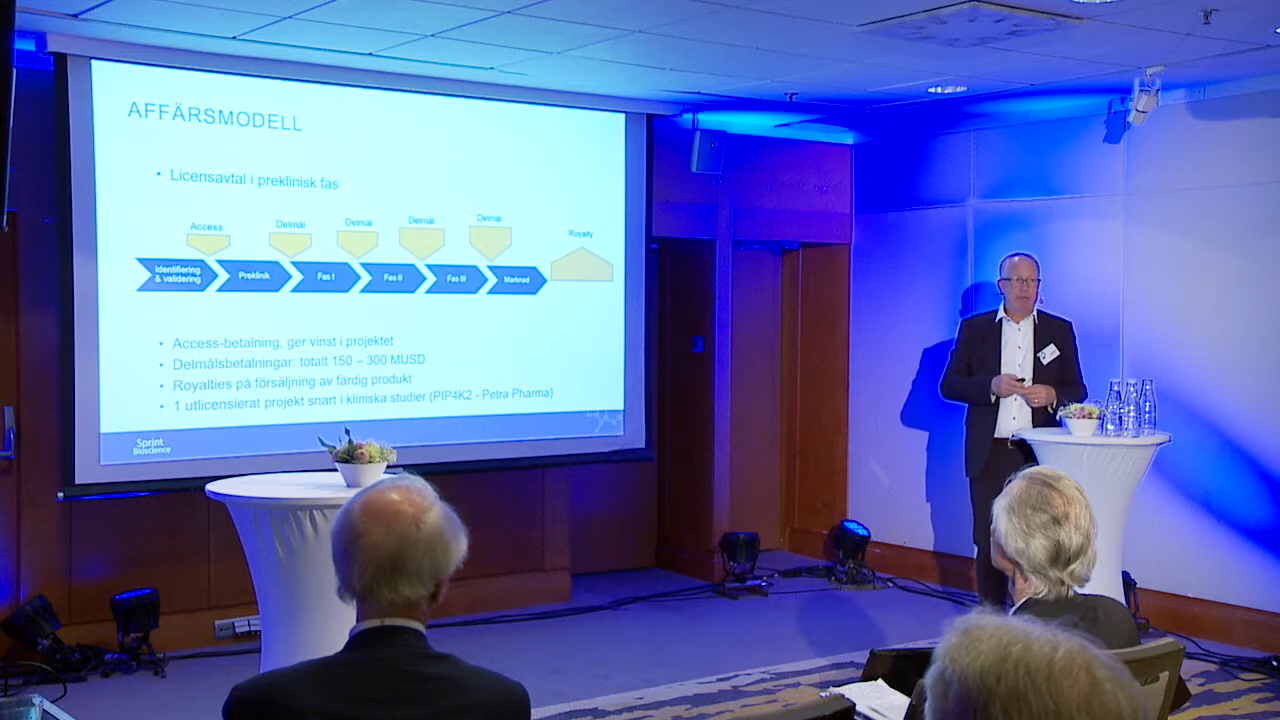 AFFÄRSMODELL
• Licensavtal i preklinisk fas
Access
Delmål
Delmål
Delmål
Delmål
Royalty
Identifiering
& validering
Preklinik
Fas I
Fas II
Fas III
Marknad
• Access-betalning, ger vinst i projektet
• Delmålsbetalningar: totalt 150 – 300 MUSD
• Royalties på försäljning av färdig produkt
• 1 utlicensierat projekt snart i kliniska studier (PIP4K2 - Petra Pharma)
Sprint
Bioscience